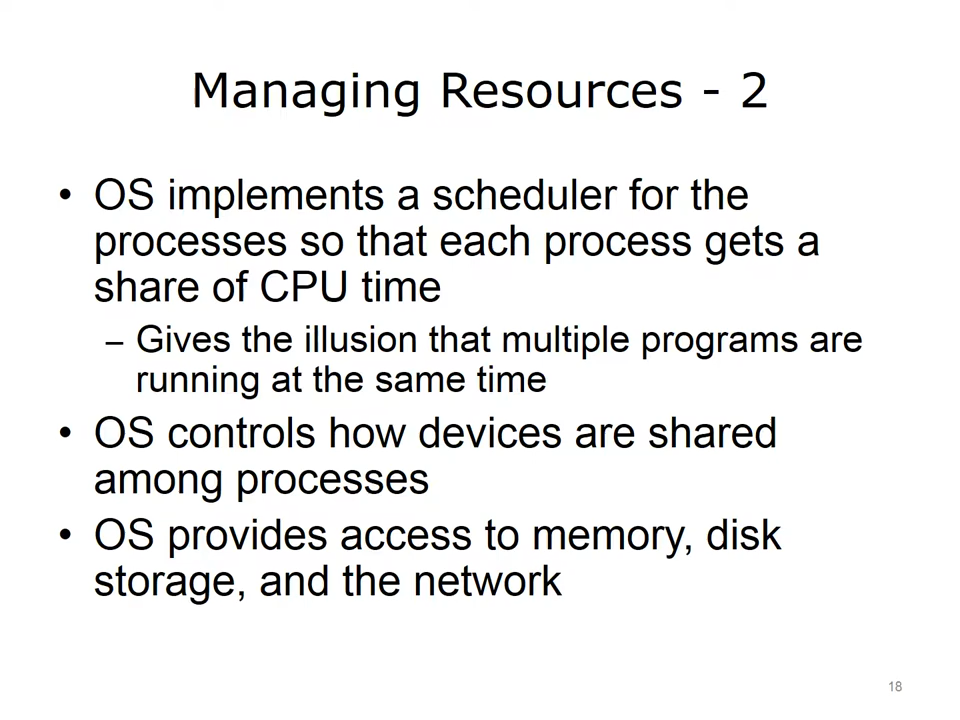 Managing Resources - 2
• OS implements a scheduler for the
processes so that each process gets a
share of CPU time
– Gives the illusion that multiple programs are
running at the same time
• OS controls how devices are shared
among processes
• OS provides access to memory, disk
storage, and the network
18